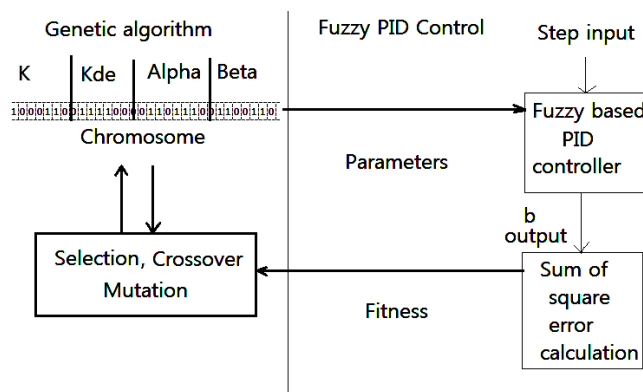 Genetic algorithm
Fuzzy PID Control
Step input
K Kde Alpha Beta
Chromosome
Fuzzy based
PID
controller
Parameters
b
output
Selection, Crossover
Mutation
Sum of
square
error
calculation
Fitness